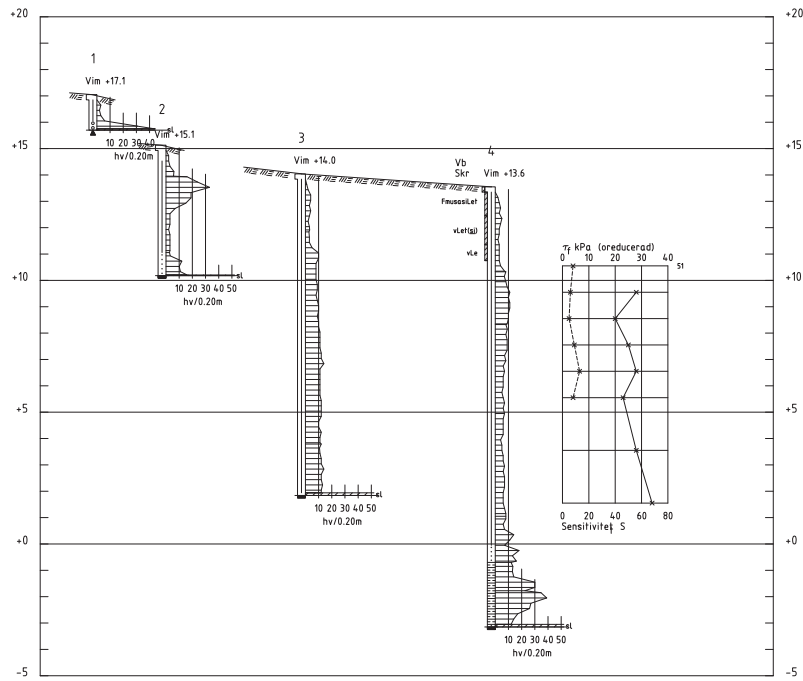 +20 +20
1
Vim +17.1
2
sl
10 20 30 40
hv/0.20m
Vim +15.1
+15 +15
3
Vim +14.0
4
Vb
Skr
Vim +13.6
FmusasiLet
vLet(si)
vLe
τf kPa (oreducerad)
0 10 20 30 40
51
+10 +10
sl
10 20 30 40 50
hv/0.20m
+5 +5
sl
10 20 30 40 50
hv/0.20m
0 20 40 60 80
Sensitivitet St
+0 +0
sl
10 20 30 40 50
hv/0.20m
-5 -5